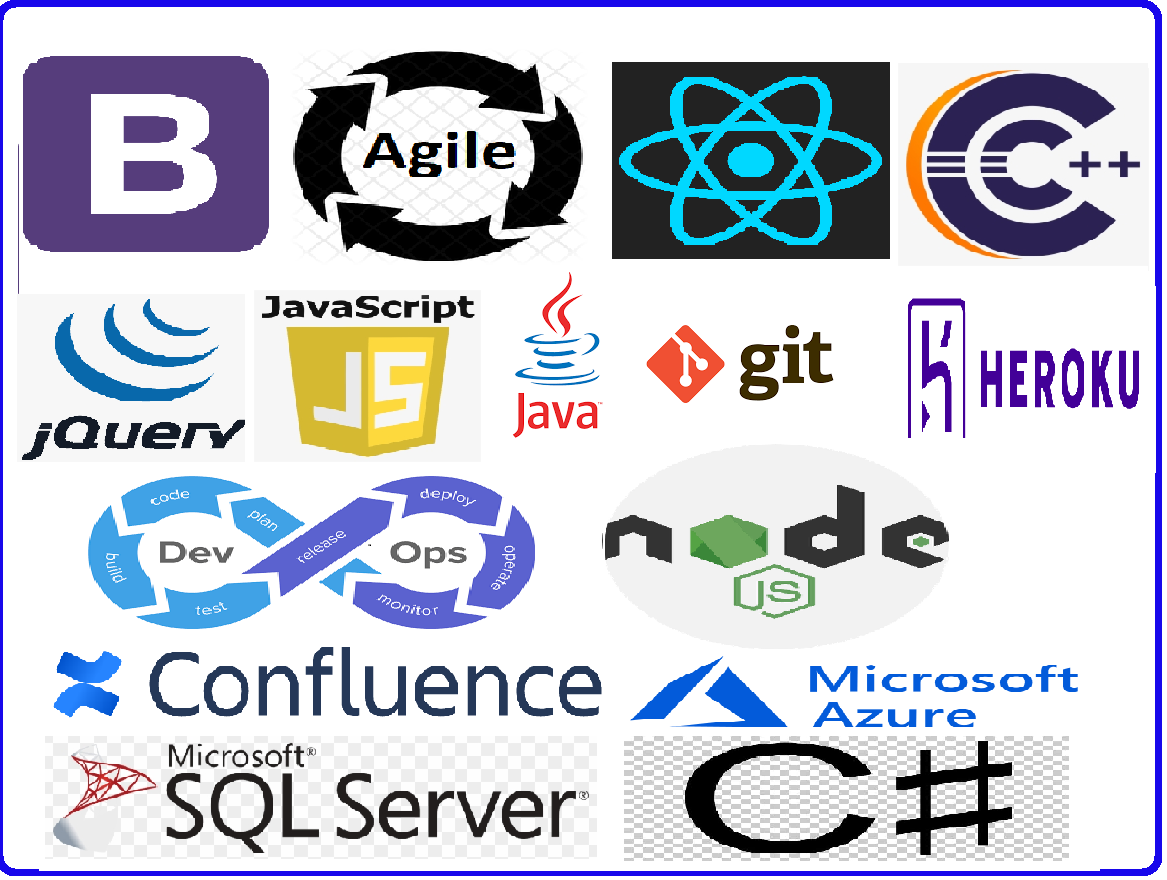 B
Agile
C++
jQuery
JavaScript
JS
Java™
git
HEROKU
code
plan
build
test
Dev
release
Ops
deploy
operate
monitor
node
JS
Confluence
Microsoft
Azure
Microsoft®
SQL Server®
C#